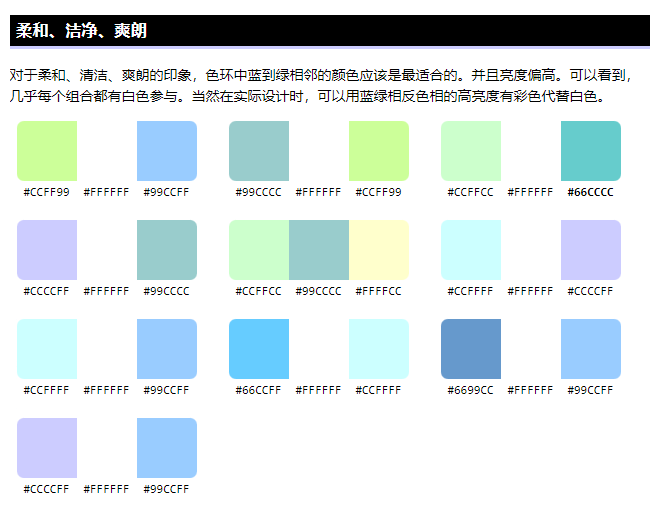 柔和、洁净、爽朗
对于柔和、清洁、爽朗的印象，色环中蓝到绿相邻的颜色应该是最适合的。并且亮度偏高。可以看到，
几乎每个组合都有白色参与。当然在实际设计时，可以用蓝绿相反色相的高亮度有彩色代替白色。
#CCFF99 #FFFFFF #99CCFF #99CCCC #FFFFFF #CCFF99 #CCFFCC #FFFFFF #66CCCC
#CCCCFF #FFFFFF #99CCCC #CCFFCC #99CCCC #FFFFCC #CCFFFF #FFFFFF #CCCCFF
#CCFFFF #FFFFFF #99CCFF #66CCFF #FFFFFF #CCFFFF #6699CC #FFFFFF #99CCFF
#CCCCFF #FFFFFF #99CCFF